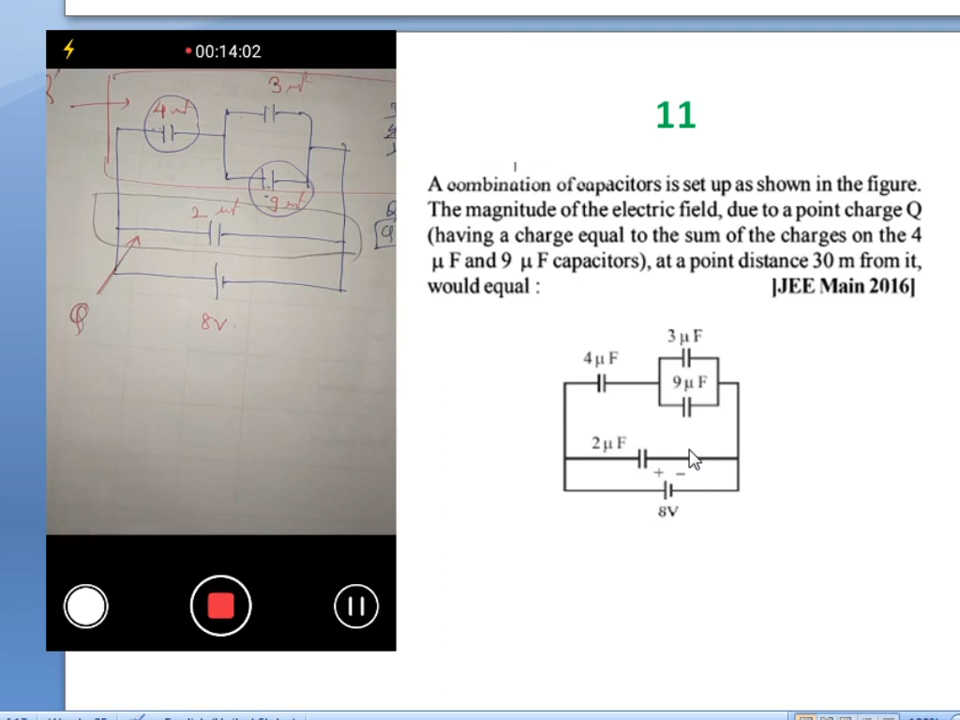 00:14:02
3 μf
4 μf
9 μf
2 μf
8V.
Q
11
A combination of capacitors is set up as shown in the figure.
The magnitude of the electric field, due to a point charge Q
(having a charge equal to the sum of the charges on the 4
μ F and 9 μ F capacitors), at a point distance 30 m from it,
would equal : [JEE Main 2016]
3 μ F
4 μ F
9 μ F
2 μ F
+ −
8V